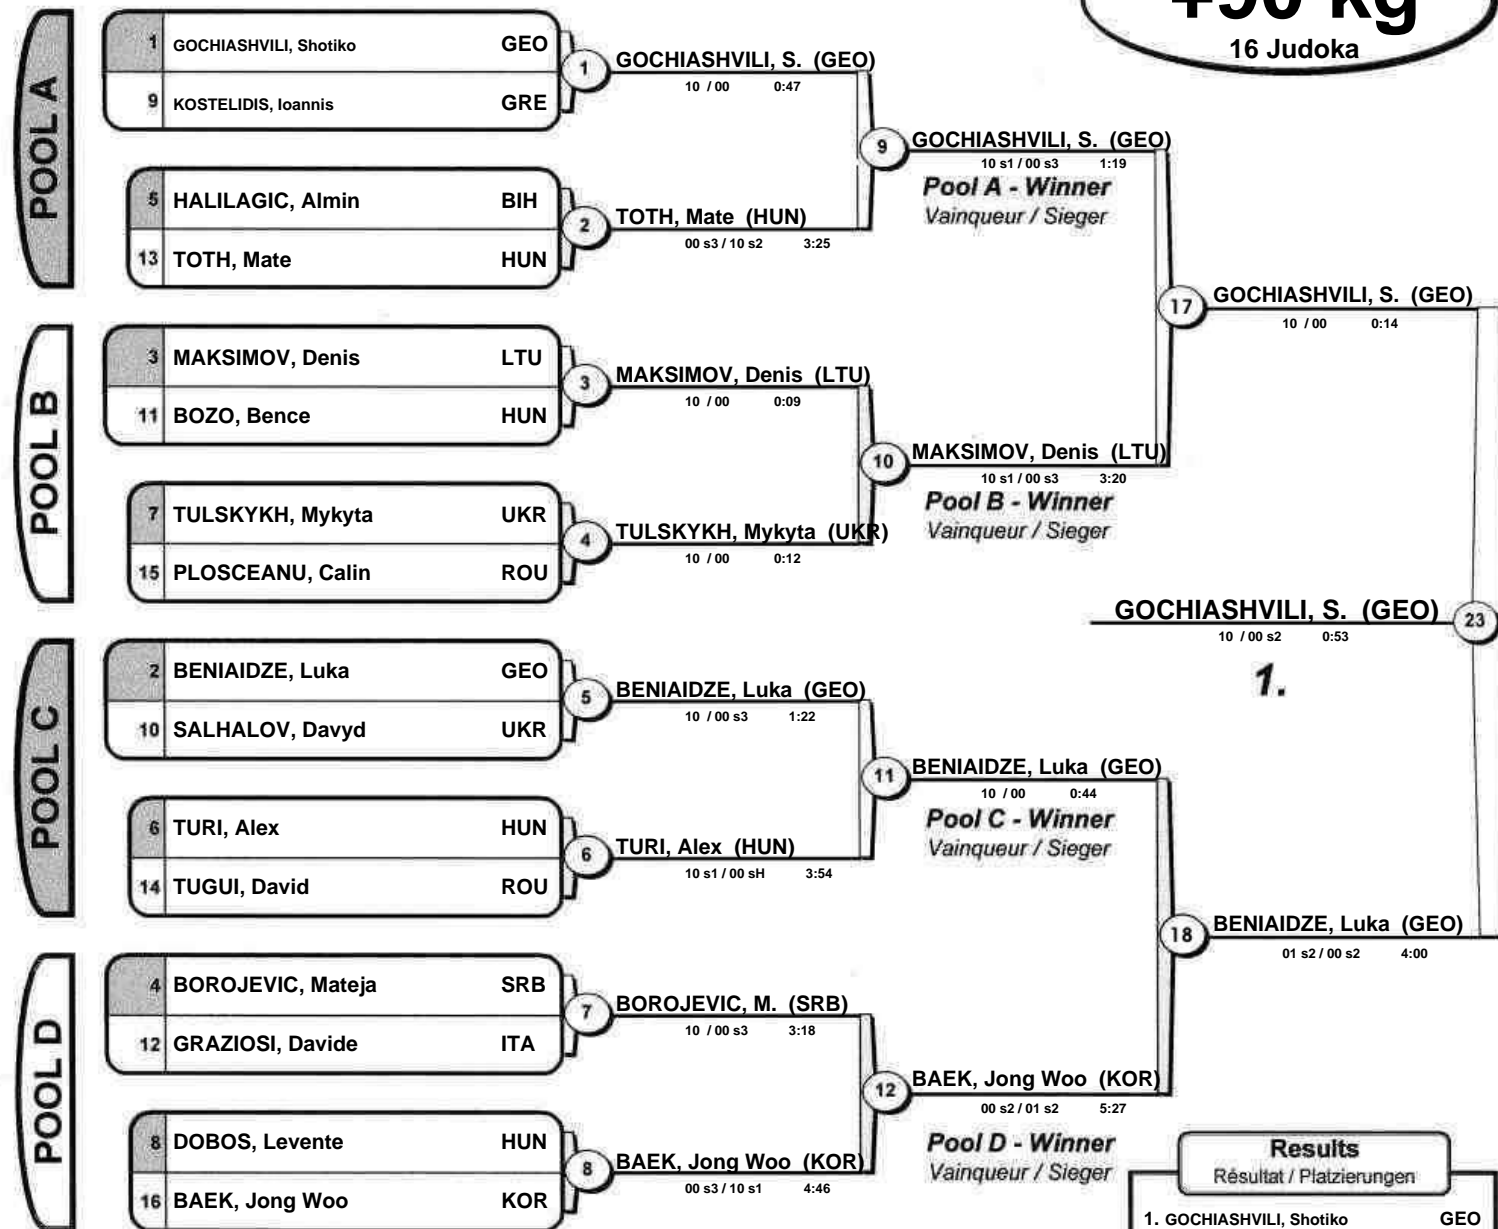 +90 kg
16 Judoka
POOL A
1 GOCHIASHVILI, Shotiko GEO
9 KOSTELIDIS, Ioannis GRE
1
GOCHIASHVILI, S. (GEO)
10 / 00 0:47
5 HALILAGIC, Almin BIH
13 TOTH, Mate HUN
2
TOTH, Mate (HUN)
00 s3 / 10 s2 3:25
9
GOCHIASHVILI, S. (GEO)
10 s1 / 00 s3 1:19
Pool A - Winner
Vainqueur / Sieger
POOL B
3 MAKSIMOV, Denis LTU
11 BOZO, Bence HUN
3
MAKSIMOV, Denis (LTU)
10 / 00 0:09
7 TULSKYKH, Mykyta UKR
15 PLOSCEANU, Calin ROU
4
TULSKYKH, Mykyta (UKR)
10 / 00 0:12
10
MAKSIMOV, Denis (LTU)
10 s1 / 00 s3 3:20
Pool B - Winner
Vainqueur / Sieger
17
GOCHIASHVILI, S. (GEO)
10 / 00 0:14
GOCHIASHVILI, S. (GEO)
23
10 / 00 s2 0:53
1.
POOL C
2 BENIAIDZE, Luka GEO
10 SALHALOV, Davyd UKR
5
BENIAIDZE, Luka (GEO)
10 / 00 s3 1:22
6 TURI, Alex HUN
14 TUGUI, David ROU
6
TURI, Alex (HUN)
10 s1 / 00 sH 3:54
11
BENIAIDZE, Luka (GEO)
10 / 00 0:44
Pool C - Winner
Vainqueur / Sieger
POOL D
4 BOROJEVIC, Mateja SRB
12 GRAZIOSI, Davide ITA
7
BOROJEVIC, M. (SRB)
10 / 00 s3 3:18
8 DOBOS, Levente HUN
16 BAEK, Jong Woo KOR
8
BAEK, Jong Woo (KOR)
00 s3 / 10 s1 4:46
12
BAEK, Jong Woo (KOR)
00 s2 / 01 s2 5:27
Pool D - Winner
Vainqueur / Sieger
18
BENIAIDZE, Luka (GEO)
01 s2 / 00 s2 4:00
Results
Résultat / Platzierungen
1. GOCHIASHVILI, Shotiko GEO